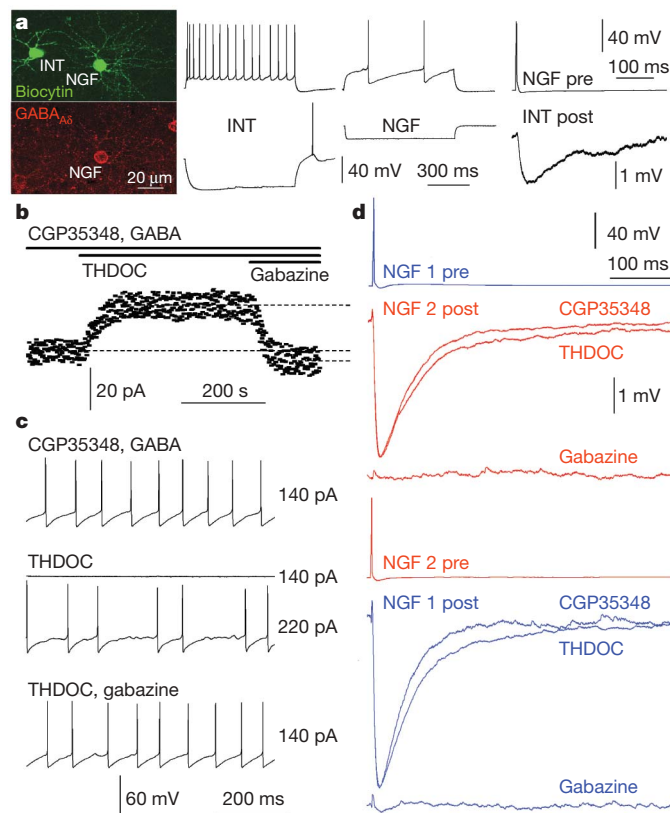 a
INT
NGF
Biocytin
GABA_Aδ
NGF
20 µm
INT
NGF
40 mV
300 ms
40 mV
100 ms
NGF pre
INT post
1 mV
b
CGP35348, GABA
THDOC
Gabazine
20 pA
200 s
c
CGP35348, GABA
140 pA
THDOC
140 pA
220 pA
THDOC, gabazine
140 pA
60 mV
200 ms
d
40 mV
100 ms
NGF 1 pre
NGF 2 post
CGP35348
THDOC
1 mV
Gabazine
NGF 2 pre
NGF 1 post
CGP35348
THDOC
Gabazine